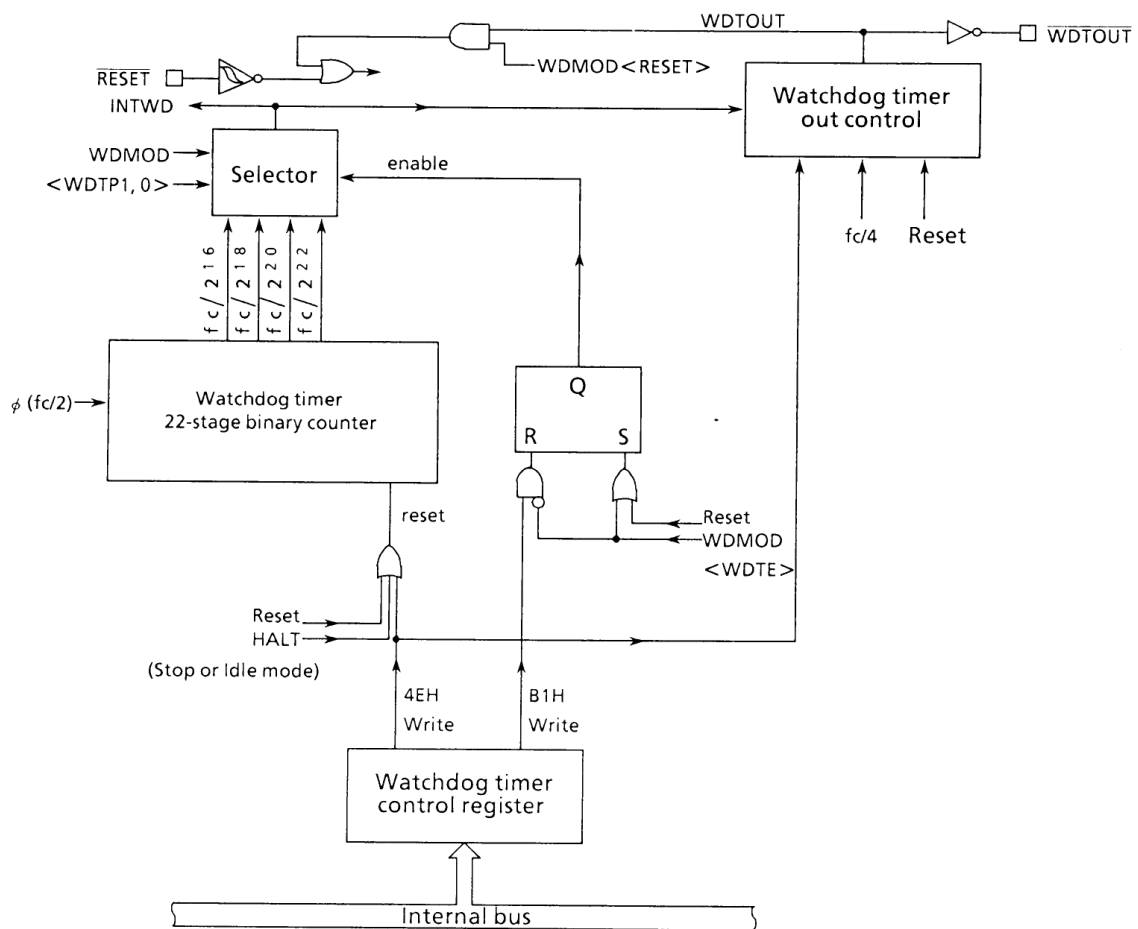 WDTOUT
WDTOUT
WDMOD<RESET>
RESET
INTWD
Watchdog timer
out control
WDMOD
<WDTP1, 0>
Selector
enable
fc/4
Reset
fc/216
fc/218
fc/220
fc/222
ϕ (fc/2)
Watchdog timer
22-stage binary counter
Q
R
S
reset
Reset
WDMOD
<WDTE>
Reset
HALT
(Stop or Idle mode)
4EH
Write
B1H
Write
Watchdog timer
control register
Internal bus